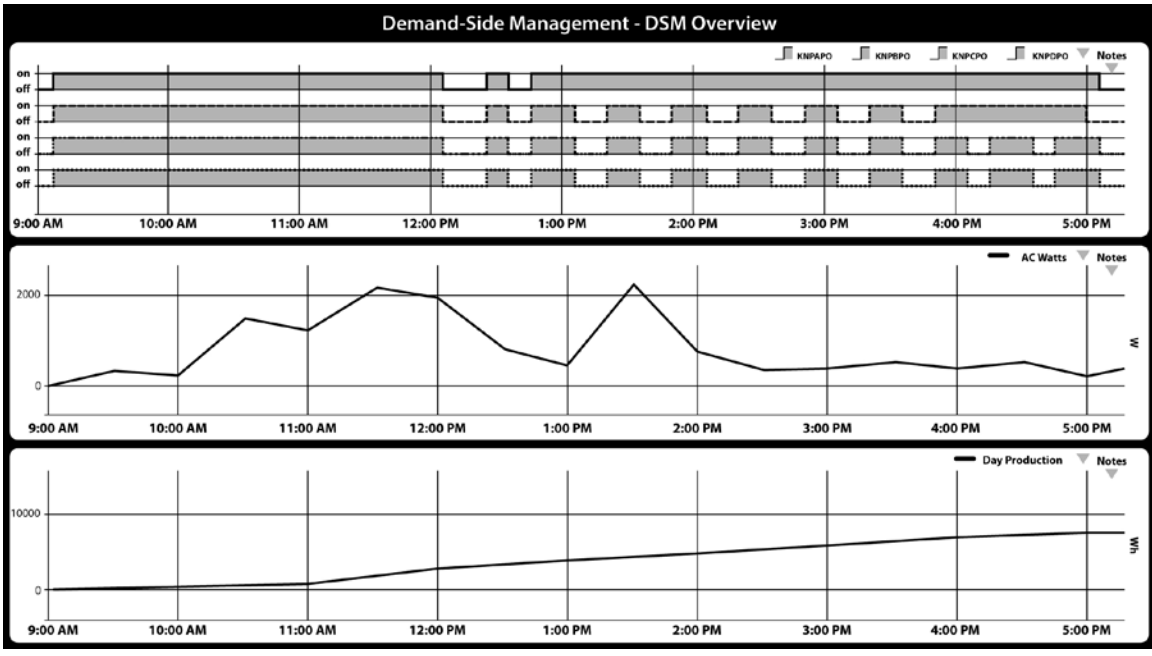 Demand-Side Management - DSM Overview
KNPAPO KNPBPO KNPCPO KNPDPO Notes
on
off
on
off
on
off
on
off
9:00 AM 10:00 AM 11:00 AM 12:00 PM 1:00 PM 2:00 PM 3:00 PM 4:00 PM 5:00 PM
AC Watts Notes
2000
W
0
9:00 AM 10:00 AM 11:00 AM 12:00 PM 1:00 PM 2:00 PM 3:00 PM 4:00 PM 5:00 PM
Day Production Notes
10000
Wh
0
9:00 AM 10:00 AM 11:00 AM 12:00 PM 1:00 PM 2:00 PM 3:00 PM 4:00 PM 5:00 PM